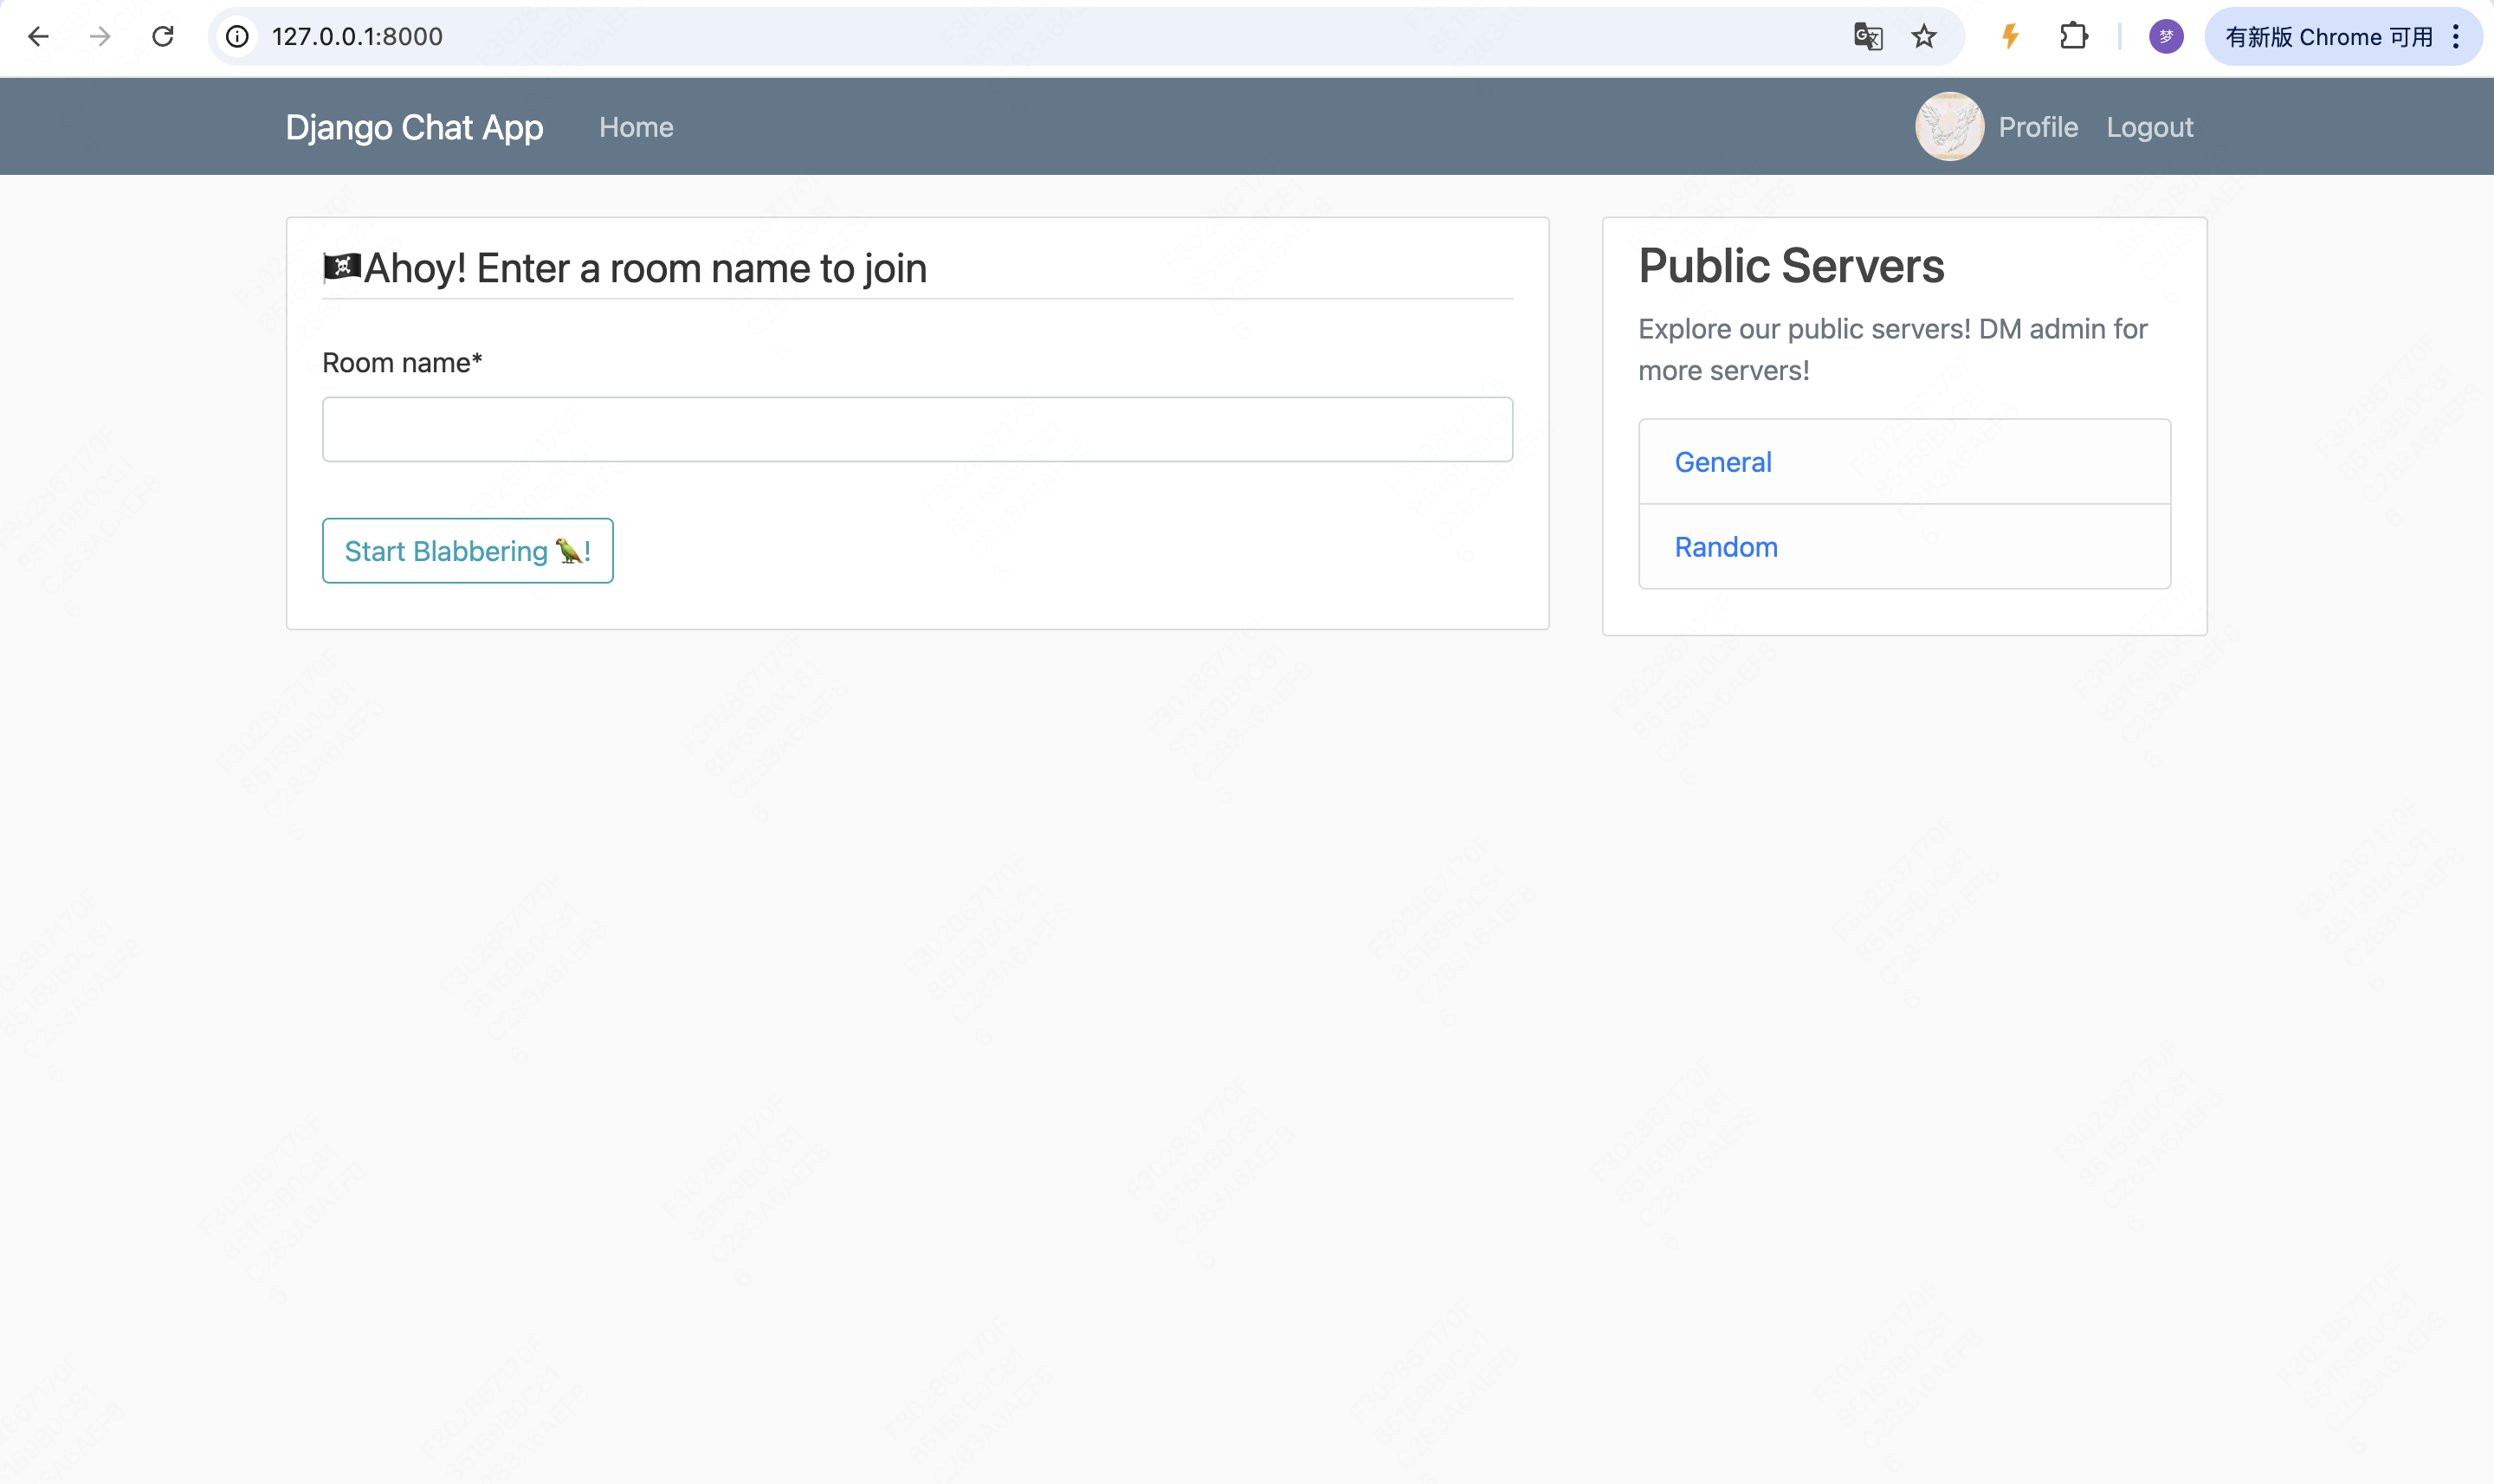 127.0.0.1:8000
梦
有新版 Chrome 可用
Django Chat App
Home
Profile
Logout
🏴‍☠️Ahoy! Enter a room name to join
Room name*
Start Blabbering 🦜!
Public Servers
Explore our public servers! DM admin for
more servers!
General
Random